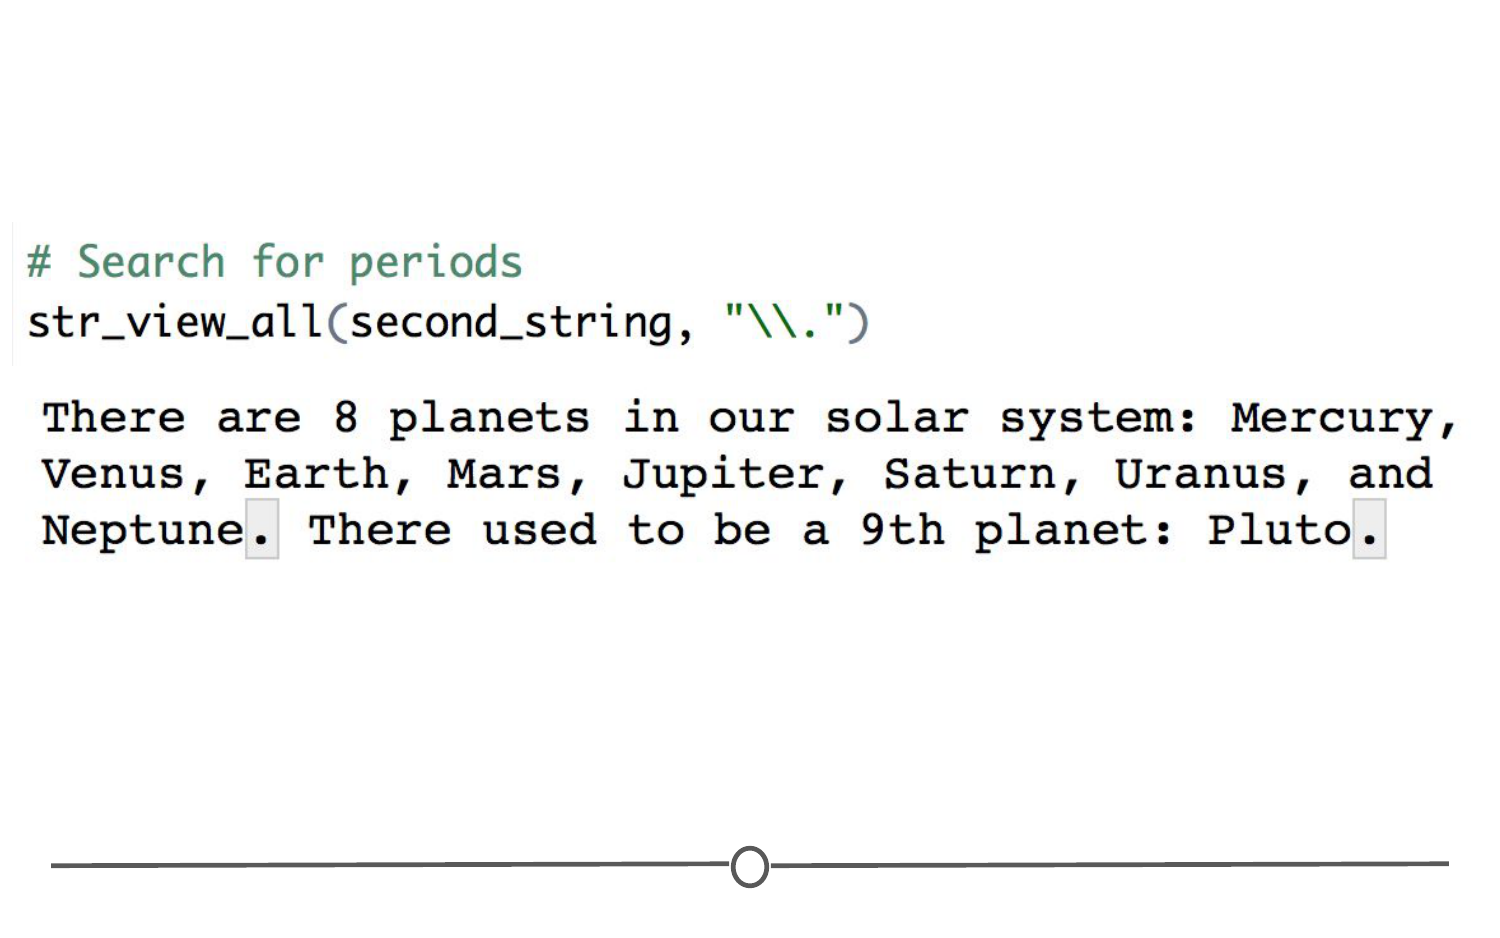 # Search for periods
str_view_all(second_string, "\\.")
There are 8 planets in our solar system: Mercury,
Venus, Earth, Mars, Jupiter, Saturn, Uranus, and
Neptune. There used to be a 9th planet: Pluto.